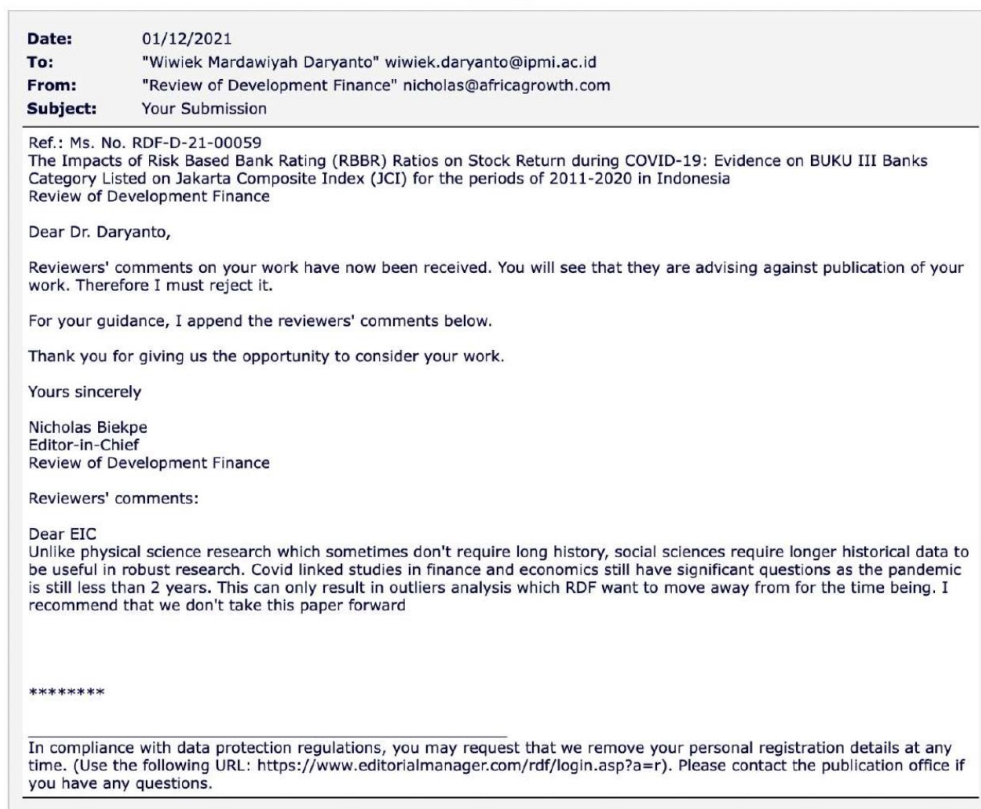 Date: 01/12/2021
To: "Wiwiek Mardawiyah Daryanto" wiwiek.daryanto@ipmi.ac.id
From: "Review of Development Finance" nicholas@africagrowth.com
Subject: Your Submission
Ref.: Ms. No. RDF-D-21-00059
The Impacts of Risk Based Bank Rating (RBBR) Ratios on Stock Return during COVID-19: Evidence on BUKU III Banks
Category Listed on Jakarta Composite Index (JCI) for the periods of 2011-2020 in Indonesia
Review of Development Finance
Dear Dr. Daryanto,
Reviewers' comments on your work have now been received. You will see that they are advising against publication of your
work. Therefore I must reject it.
For your guidance, I append the reviewers' comments below.
Thank you for giving us the opportunity to consider your work.
Yours sincerely
Nicholas Biekpe
Editor-in-Chief
Review of Development Finance
Reviewers' comments:
Dear EIC
Unlike physical science research which sometimes don't require long history, social sciences require longer historical data to
be useful in robust research. Covid linked studies in finance and economics still have significant questions as the pandemic
is still less than 2 years. This can only result in outliers analysis which RDF want to move away from for the time being. I
recommend that we don't take this paper forward
********
In compliance with data protection regulations, you may request that we remove your personal registration details at any
time. (Use the following URL: https://www.editorialmanager.com/rdf/login.asp?a=r). Please contact the publication office if
you have any questions.